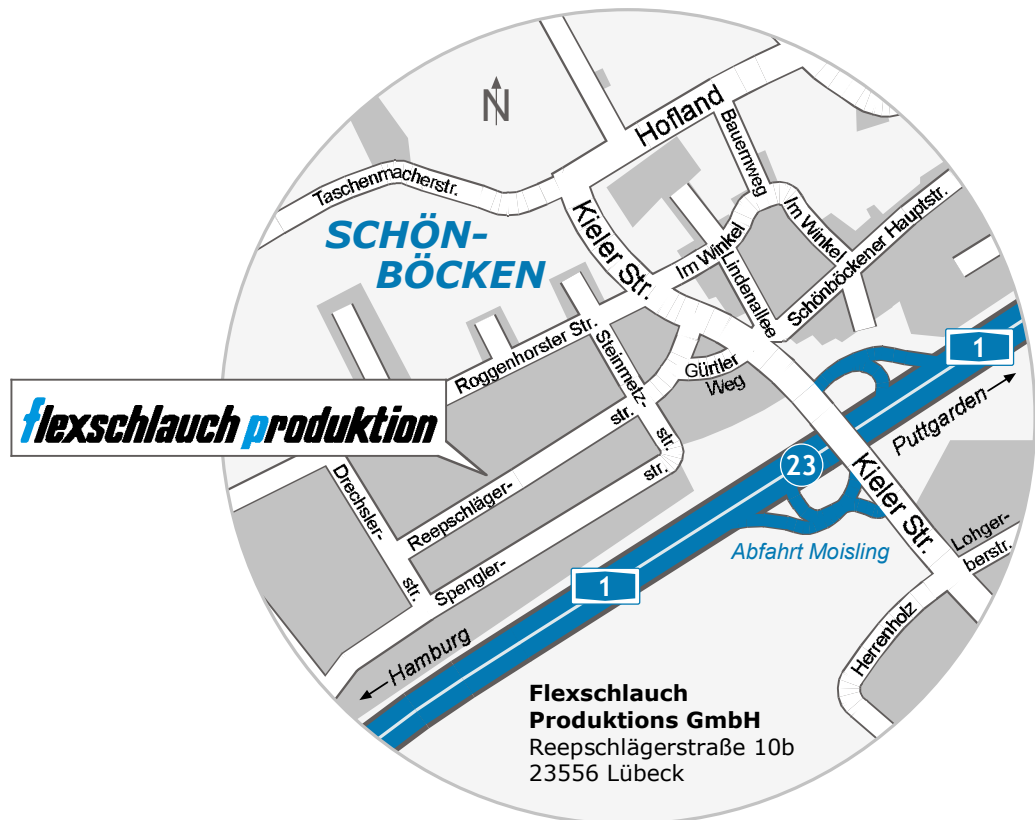 N
Hofland
Bauernweg
Taschenmacherstr.
SCHÖN-
BÖCKEN
Kieler Str.
Im Winkel
Im Winkel
Lindenallee
Schönböckener Hauptstr.
Roggenhorster Str.
Steinmetz-
str.
Gürtler
Weg
1
Puttgarden
flexschlauch produktion
Drechsler-
str.
Reepschläger-
str.
Spengler-
str.
23
Kieler Str.
Abfahrt Moisling
Lohger-
berstr.
1
Hamburg
Herrenholz
Flexschlauch
Produktions GmbH
Reepschlägerstraße 10b
23556 Lübeck